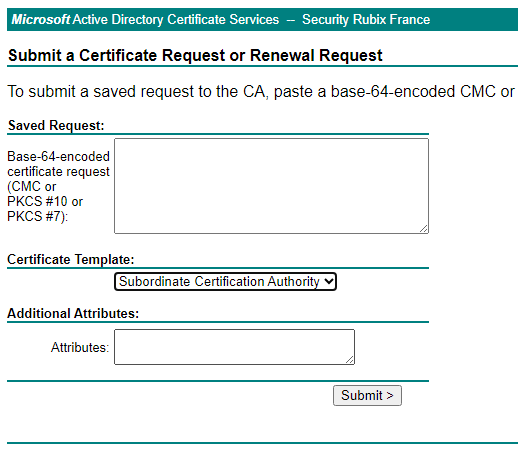 Microsoft Active Directory Certificate Services – Security Rubix France
Submit a Certificate Request or Renewal Request
To submit a saved request to the CA, paste a base-64-encoded CMC or
Saved Request:
Base-64-encoded
certificate request
(CMC or
PKCS #10 or
PKCS #7):
Certificate Template:
Subordinate Certification Authority
Additional Attributes:
Attributes:
Submit >